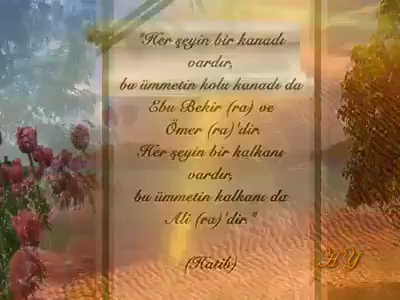 "Her şeyin bir kanadı
vardır,
bu ümmetin kolu kanadı da
Ebu Bekir (ra) ve
Ömer (ra)'dir.
Her şeyin bir kalkanı
vardır,
bu ümmetin kalkanı da
Ali (ra)'dir."
(Hatib)
H Y